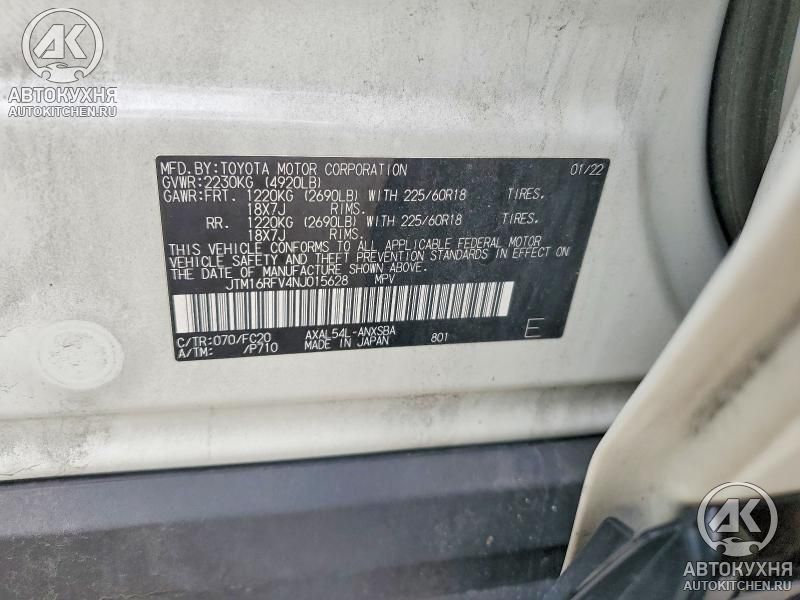 AK
АВТОКУХНЯ
AUTOKITCHEN.RU
MFD.BY:TOYOTA MOTOR CORPORATION 01/22
GVWR:2230KG (4920LB)
GAWR:FRT. 1220KG (2690LB) WITH 225/60R18 TIRES,
18X7J RIMS.
RR. 1220KG (2690LB) WITH 225/60R18 TIRES,
18X7J RIMS.
THIS VEHICLE CONFORMS TO ALL APPLICABLE FEDERAL MOTOR
VEHICLE SAFETY AND THEFT PREVENTION STANDARDS IN EFFECT ON
THE DATE OF MANUFACTURE SHOWN ABOVE.
JTM16RFV4NJ015628 MPV
C/TR:070/FC20 AXAL54L-ANXSBA 801 E
A/TM: /P710 MADE IN JAPAN
AK
АВТОКУХНЯ
AUTOKITCHEN.RU